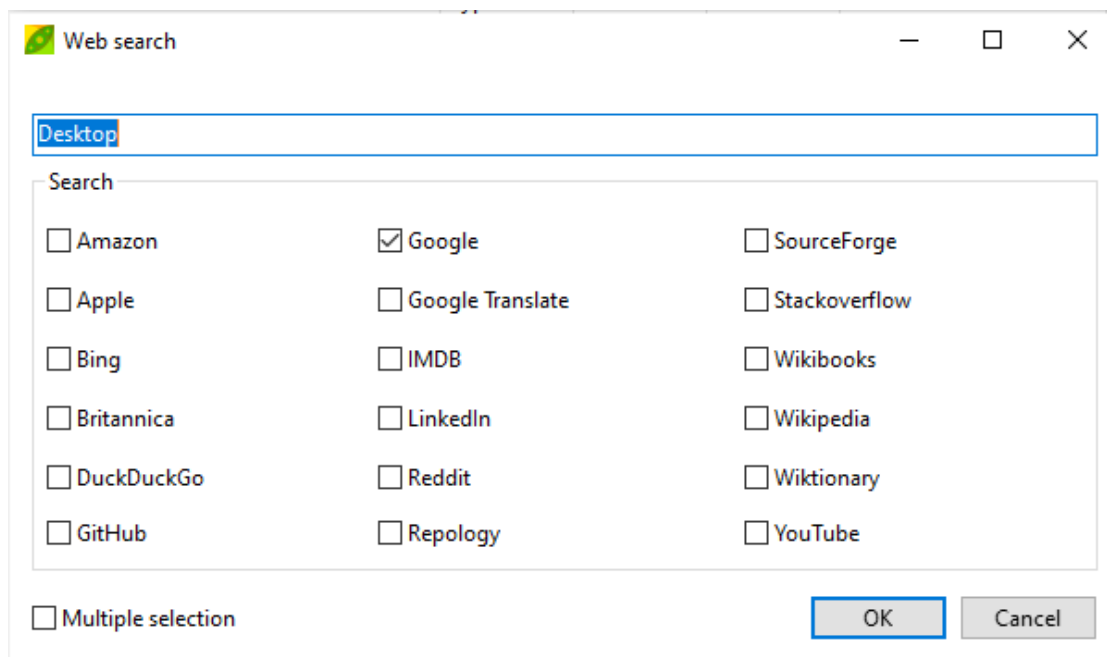 Web search
Desktop
Search
Amazon
Google
SourceForge
Apple
Google Translate
Stackoverflow
Bing
IMDB
Wikibooks
Britannica
LinkedIn
Wikipedia
DuckDuckGo
Reddit
Wiktionary
GitHub
Repology
YouTube
Multiple selection
OK
Cancel